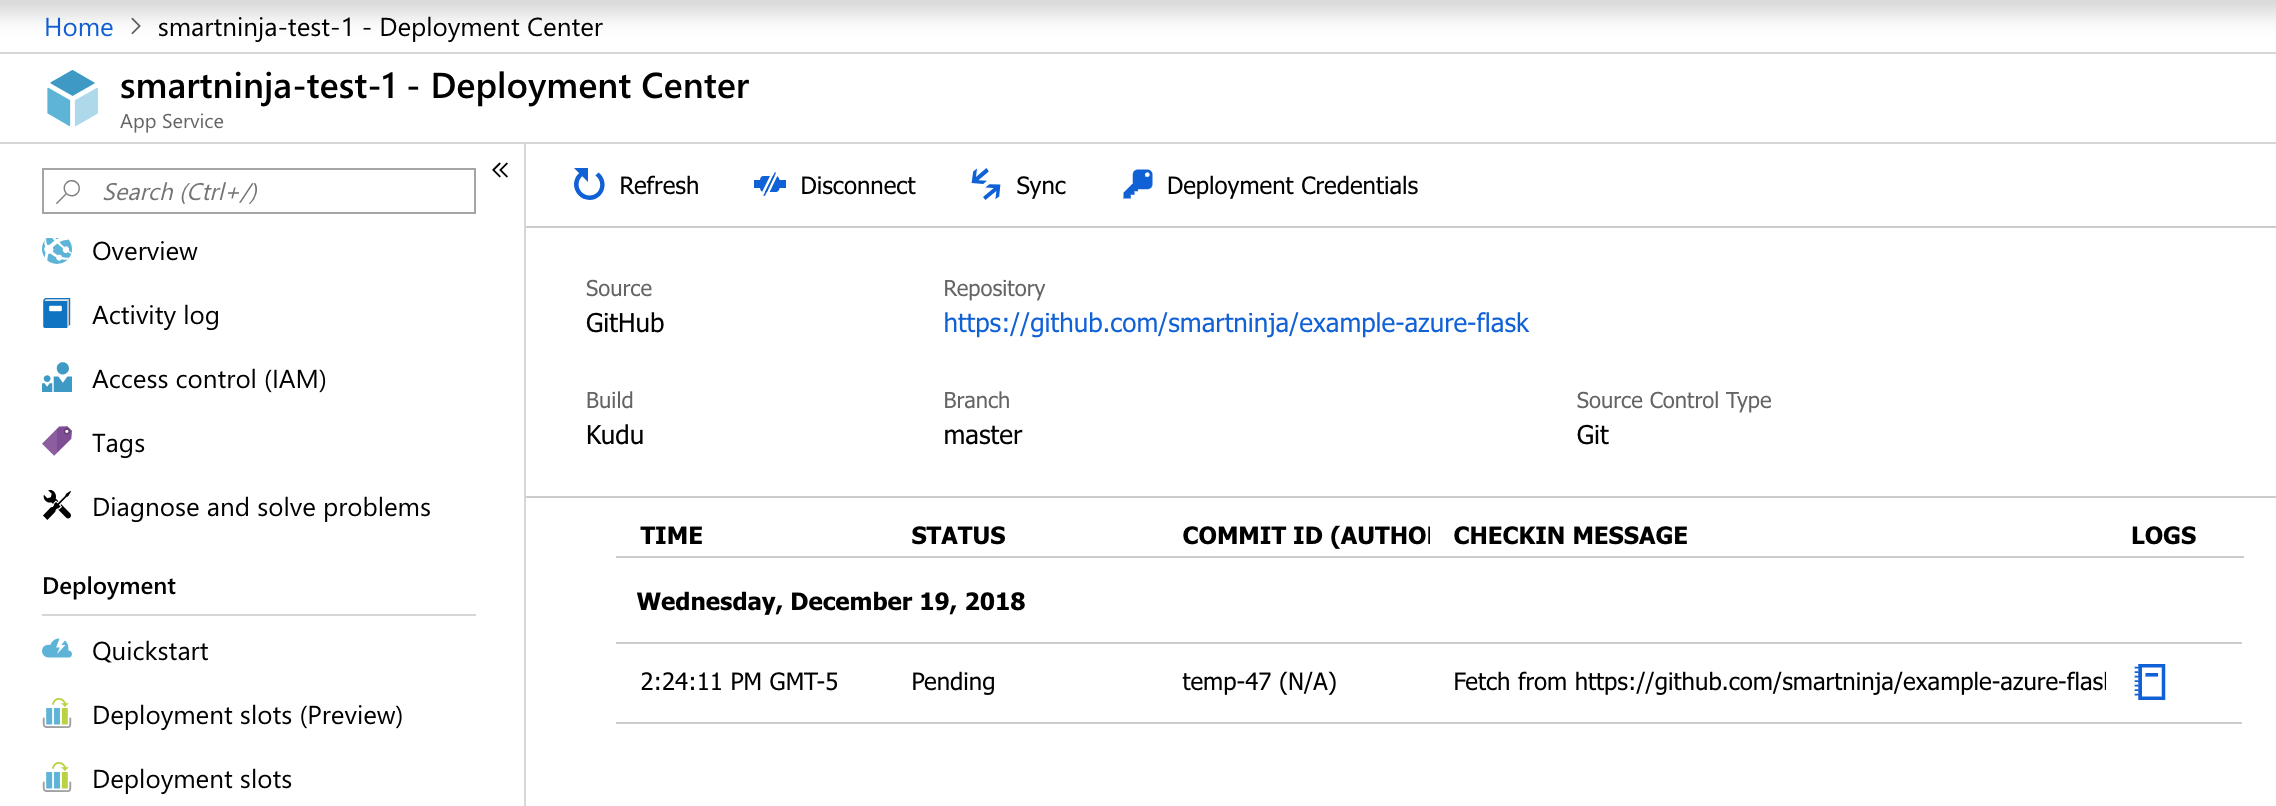 Home > smartninja-test-1 - Deployment Center
smartninja-test-1 - Deployment Center
App Service
Search (Ctrl+/)
«
Overview
Activity log
Access control (IAM)
Tags
Diagnose and solve problems
Deployment
Quickstart
Deployment slots (Preview)
Deployment slots
Refresh Disconnect Sync Deployment Credentials
Source Repository
GitHub https://github.com/smartninja/example-azure-flask
Build Branch Source Control Type
Kudu master Git
TIME STATUS COMMIT ID (AUTHO CHECKIN MESSAGE LOGS
Wednesday, December 19, 2018
2:24:11 PM GMT-5 Pending temp-47 (N/A) Fetch from https://github.com/smartninja/example-azure-flas